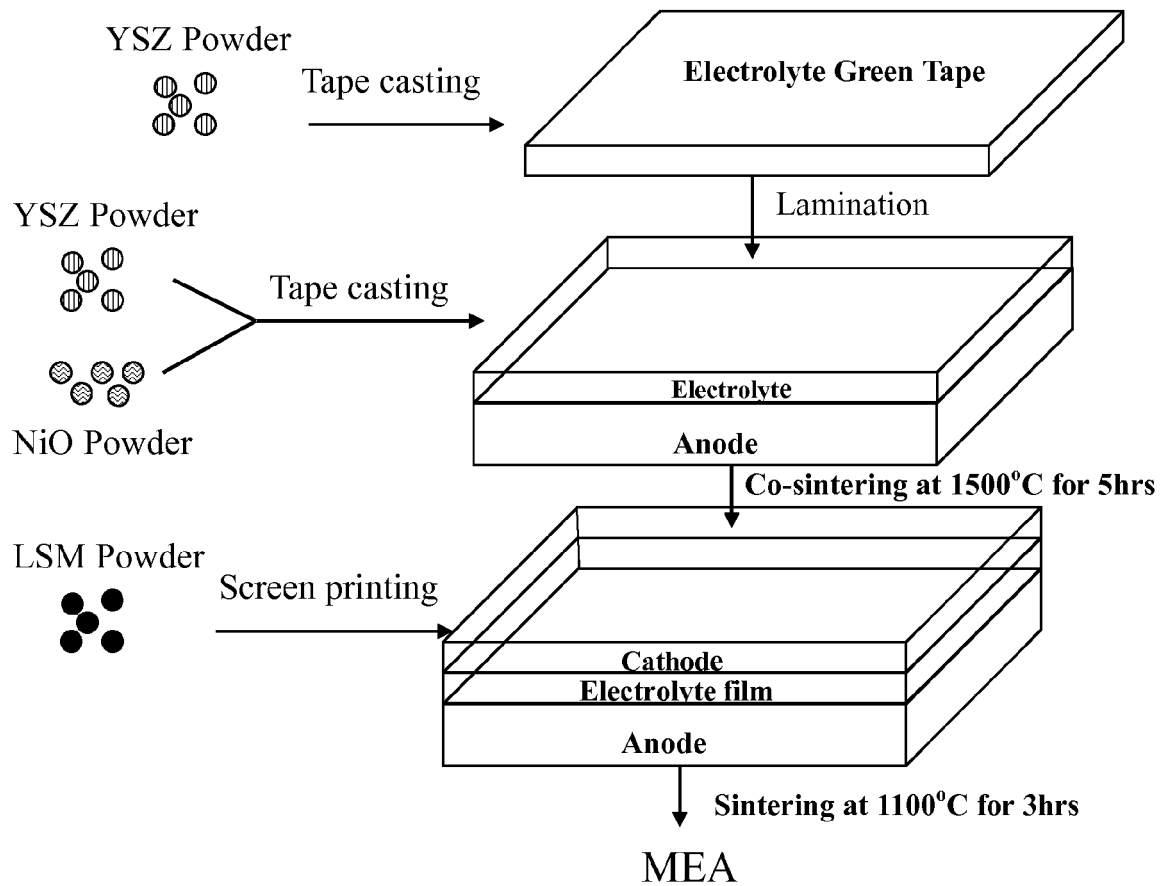 YSZ Powder
Tape casting
Electrolyte Green Tape
Lamination
YSZ Powder
Tape casting
NiO Powder
Electrolyte
Anode
Co-sintering at 1500°C for 5hrs
LSM Powder
Screen printing
Cathode
Electrolyte film
Anode
Sintering at 1100°C for 3hrs
MEA